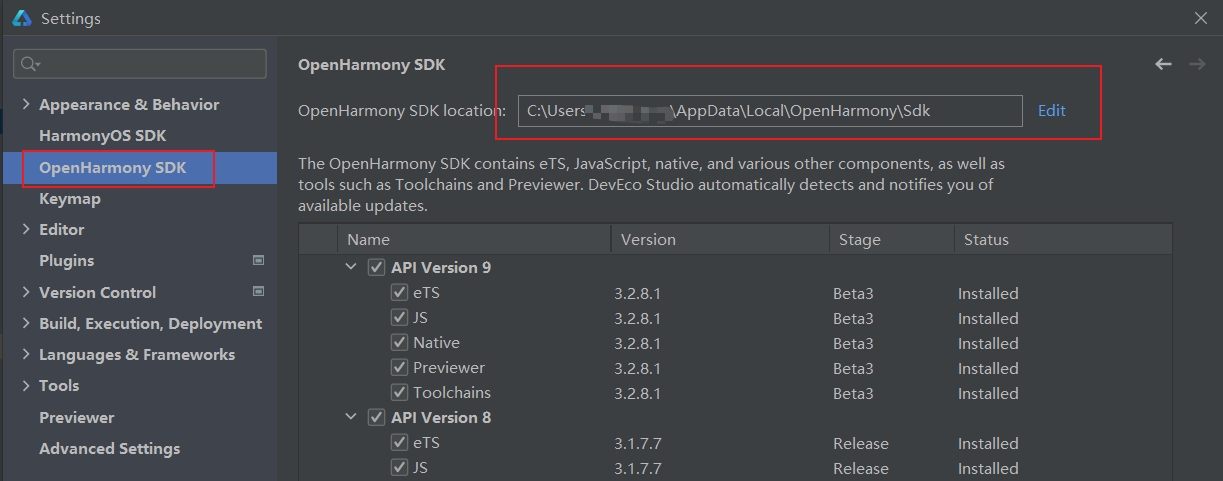 Settings
OpenHarmony SDK
OpenHarmony SDK location: C:\Users \AppData\Local\OpenHarmony\Sdk Edit
Appearance & Behavior
HarmonyOS SDK
OpenHarmony SDK
Keymap
Editor
Plugins
Version Control
Build, Execution, Deployment
Languages & Frameworks
Tools
Previewer
Advanced Settings
The OpenHarmony SDK contains eTS, JavaScript, native, and various other components, as well as
tools such as Toolchains and Previewer. DevEco Studio automatically detects and notifies you of
available updates.
Name Version Stage Status
API Version 9
eTS 3.2.8.1 Beta3 Installed
JS 3.2.8.1 Beta3 Installed
Native 3.2.8.1 Beta3 Installed
Previewer 3.2.8.1 Beta3 Installed
Toolchains 3.2.8.1 Beta3 Installed
API Version 8
eTS 3.1.7.7 Release Installed
JS 3.1.7.7 Release Installed